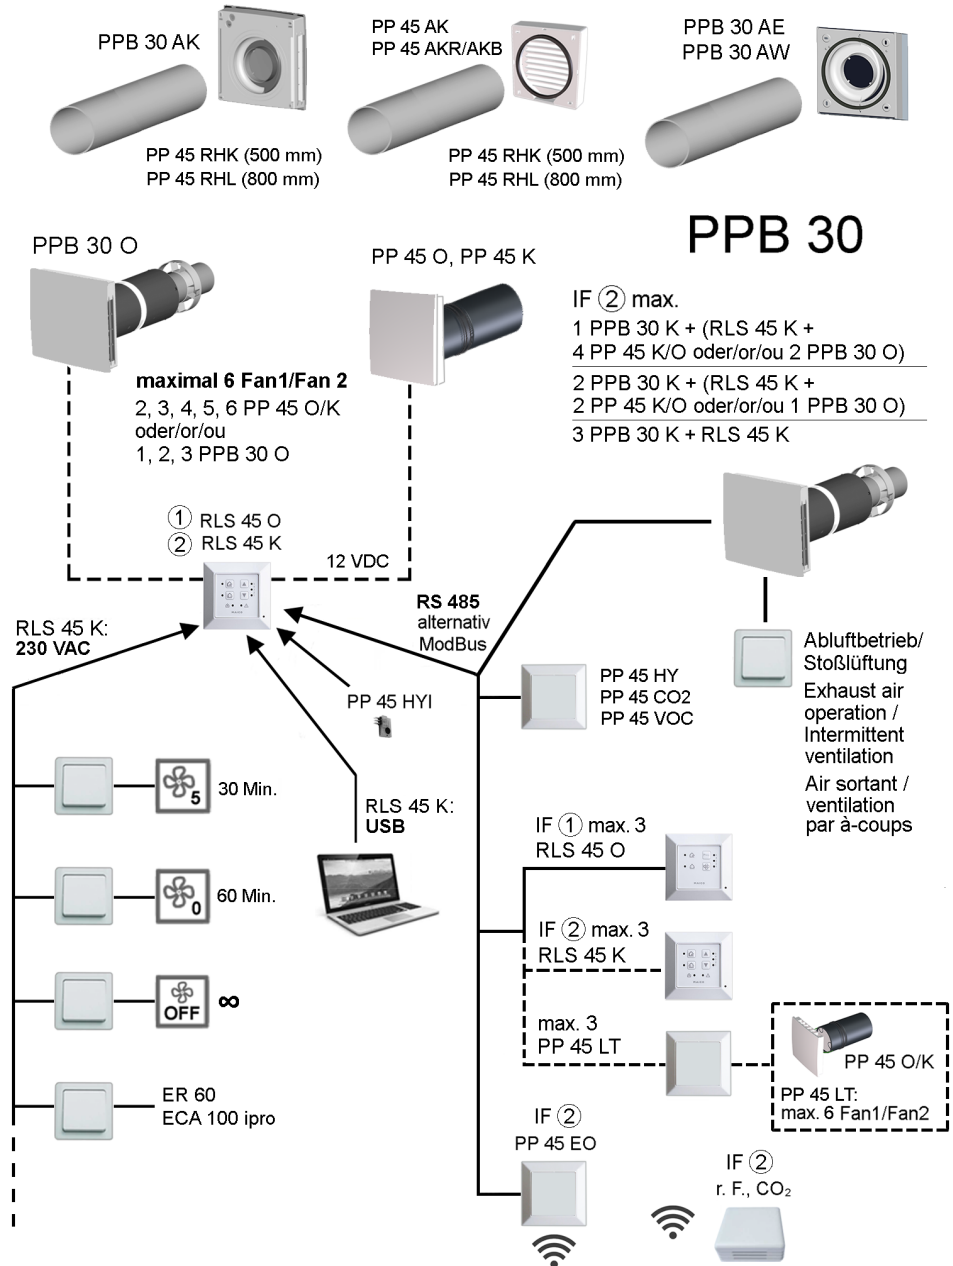 PPB 30 AK
PP 45 RHK (500 mm)
PP 45 RHL (800 mm)
PP 45 AK
PP 45 AKR/AKB
PP 45 RHK (500 mm)
PP 45 RHL (800 mm)
PPB 30 AE
PPB 30 AW
PPB 30
PPB 30 O
PP 45 O, PP 45 K
maximal 6 Fan1/Fan 2
2, 3, 4, 5, 6 PP 45 O/K
oder/or/ou
1, 2, 3 PPB 30 O
IF ② max.
1 PPB 30 K + (RLS 45 K +
4 PP 45 K/O oder/or/ou 2 PPB 30 O)
2 PPB 30 K + (RLS 45 K +
2 PP 45 K/O oder/or/ou 1 PPB 30 O)
3 PPB 30 K + RLS 45 K
① RLS 45 O
② RLS 45 K
12 VDC
RLS 45 K:
230 VAC
RS 485
alternativ
ModBus
PP 45 HYI
RLS 45 K:
USB
5
30 Min.
0
60 Min.
OFF
∞
ER 60
ECA 100 ipro
Abluftbetrieb/
Stoßlüftung
Exhaust air
operation /
Intermittent
ventilation
Air sortant /
ventilation
par à-coups
PP 45 HY
PP 45 CO2
PP 45 VOC
IF ① max. 3
RLS 45 O
IF ② max. 3
RLS 45 K
max. 3
PP 45 LT
PP 45 O/K
PP 45 LT:
max. 6 Fan1/Fan2
IF ②
PP 45 EO
IF ②
r. F., CO₂